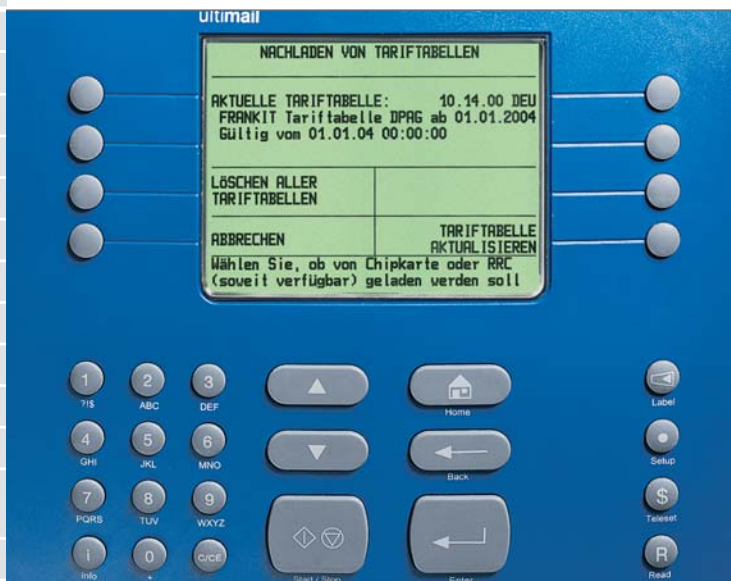 ultimail
NACHLADEN VON TARIFTABELLEN
AKTUELLE TARIFTABELLE: 10.14.00 DEU
FRANKIT Tariftabelle DPAG ab 01.01.2004
Gültig vom 01.01.04 00:00:00
LÖSCHEN ALLER
TARIFTABELLEN
ABBRECHEN
TARIFTABELLE
AKTUALISIEREN
Wählen Sie, ob von Chipkarte oder RRC
(soweit verfügbar) geladen werden soll
1 2 3
?!$ ABC DEF
Home
Label
4 5 6
GHI JKL MNO
Back
Setup
7 8 9
PQRS TUV WXYZ
$
Teleset
i 0 C/CE
Info +
Start / Stop
Enter
R
Read